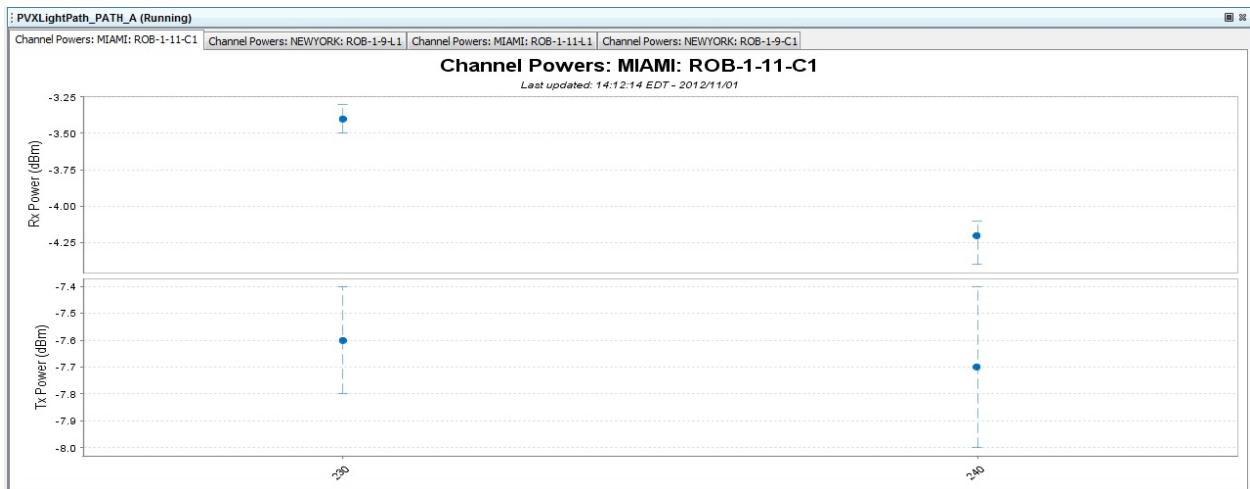 PVXLightPath_PATH_A (Running)
Channel Powers: MIAMI: ROB-1-11-C1 Channel Powers: NEWYORK: ROB-1-9-L1 Channel Powers: MIAMI: ROB-1-11-L1 Channel Powers: NEWYORK: ROB-1-9-C1
Channel Powers: MIAMI: ROB-1-11-C1
Last updated: 14:12:14 EDT - 2012/11/01
Rx Power (dBm)
-3.25
-3.50
-3.75
-4.00
-4.25
Tx Power (dBm)
-7.4
-7.5
-7.6
-7.7
-7.8
-7.9
-8.0
230 240